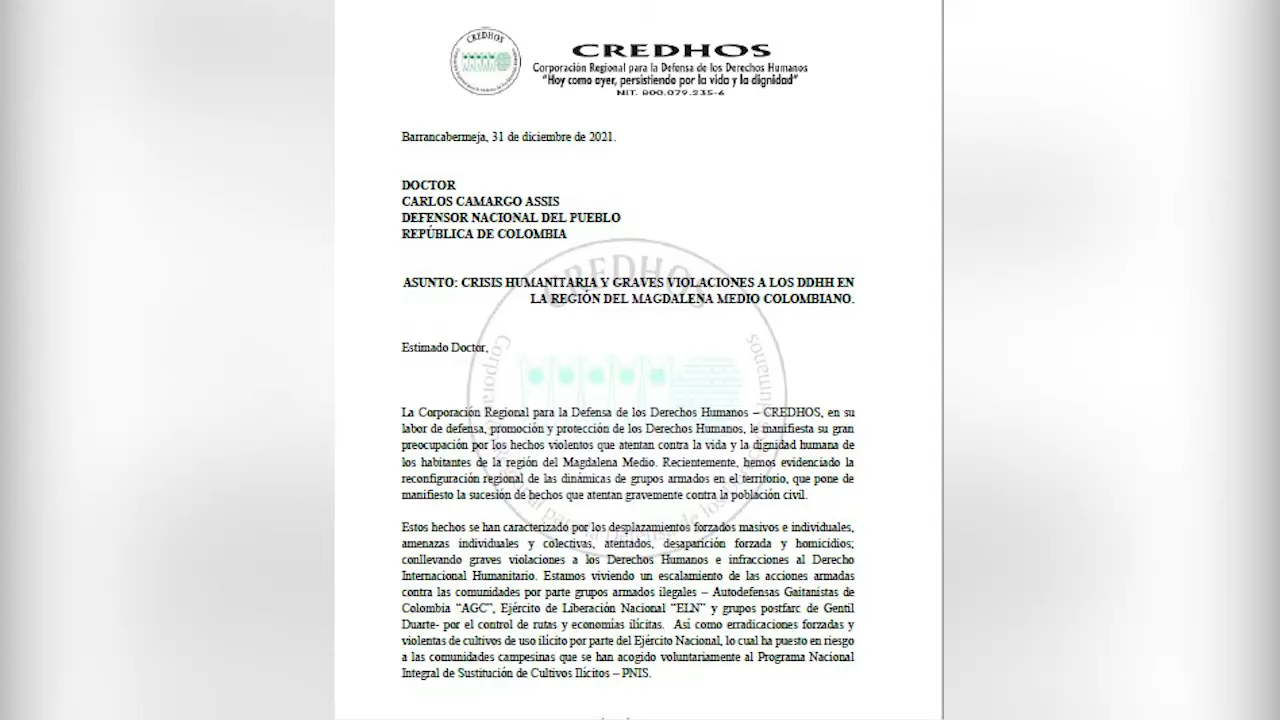 CREDHOS
CREDHOS
Corporación Regional para la Defensa de los Derechos Humanos
"Hoy como ayer, persistiendo por la vida y la dignidad"
NIT. 800.079.235-6
Barrancabermeja, 31 de diciembre de 2021.
DOCTOR
CARLOS CAMARGO ASSIS
DEFENSOR NACIONAL DEL PUEBLO
REPÚBLICA DE COLOMBIA
ASUNTO: CRISIS HUMANITARIA Y GRAVES VIOLACIONES A LOS DDHH EN
LA REGIÓN DEL MAGDALENA MEDIO COLOMBIANO.
Estimado Doctor,
CREDHOS
La Corporación Regional para la Defensa de los Derechos Humanos – CREDHOS, en su
labor de defensa, promoción y protección de los Derechos Humanos, le manifiesta su gran
preocupación por los hechos violentos que atentan contra la vida y la dignidad humana de
los habitantes de la región del Magdalena Medio. Recientemente, hemos evidenciado la
reconfiguración regional de las dinámicas de grupos armados en el territorio, que pone de
manifiesto la sucesión de hechos que atentan gravemente contra la población civil.
Estos hechos se han caracterizado por los desplazamientos forzados masivos e individuales,
amenazas individuales y colectivas, atentados, desaparición forzada y homicidios;
conllevando graves violaciones a los Derechos Humanos e infracciones al Derecho
Internacional Humanitario. Estamos viviendo un escalamiento de las acciones armadas
contra las comunidades por parte grupos armados ilegales – Autodefensas Gaitanistas de
Colombia “AGC”, Ejército de Liberación Nacional “ELN” y grupos postfarc de Gentil
Duarte- por el control de rutas y economías ilícitas. Así como erradicaciones forzadas y
violentas de cultivos de uso ilícito por parte del Ejército Nacional, lo cual ha puesto en riesgo
a las comunidades campesinas que se han acogido voluntariamente al Programa Nacional
Integral de Sustitución de Cultivos Ilícitos – PNIS.